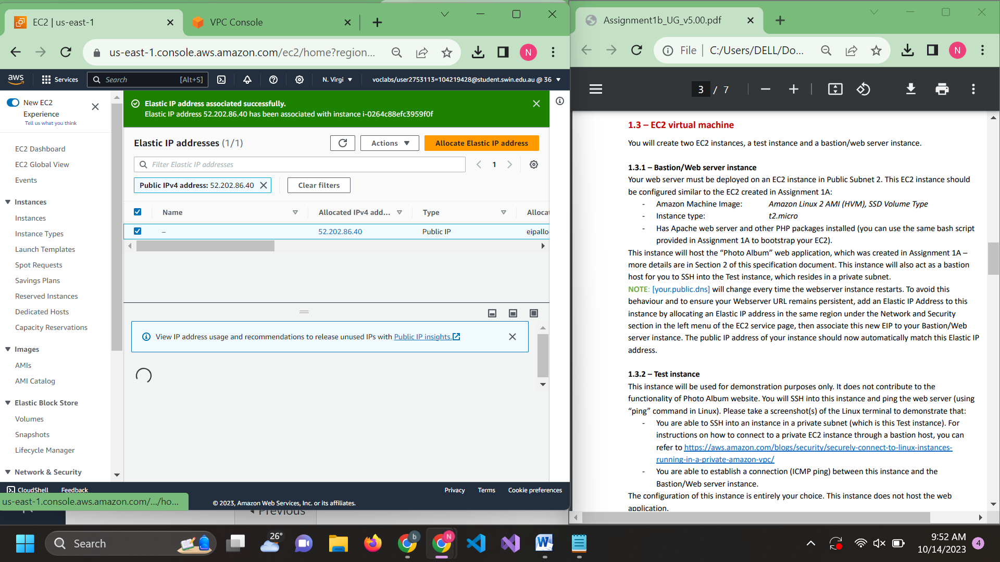 EC2 | us-east-1
VPC Console
us-east-1.console.aws.amazon.com/ec2/home?region...
N
aws
Services
Search
[Alt+S]
N. Virgi
voclabs/user2753113=104219428@student.swin.edu.au @ 36
New EC2
Experience
Tell us what you think
EC2 Dashboard
EC2 Global View
Events
Instances
Instances
Instance Types
Launch Templates
Spot Requests
Savings Plans
Reserved Instances
Dedicated Hosts
Capacity Reservations
Images
AMIs
AMI Catalog
Elastic Block Store
Volumes
Snapshots
Lifecycle Manager
Network & Security
Elastic IP address associated successfully.
Elastic IP address 52.202.86.40 has been associated with instance i-0264c88efc3959f0f
Elastic IP addresses (1/1)
Actions
Allocate Elastic IP address
Filter Elastic IP addresses
1
Public IPv4 address: 52.202.86.40
Clear filters
Name
Allocated IPv4 add...
Type
Allocat
–
52.202.86.40
Public IP
eipallo
View IP address usage and recommendations to release unused IPs with Public IP insights.
CloudShell
Feedback
Privacy
Terms
Cookie preferences
us-east-1.console.aws.amazon.com/.../ho...
© 2023, Amazon Web Services, Inc. or its affiliates.
Previous
Assignment1b_UG_v5.00.pdf
File
C:/Users/DELL/Do...
N
3 / 7
1.3 – EC2 virtual machine
You will create two EC2 instances, a test instance and a bastion/web server instance.
1.3.1 – Bastion/Web server instance
Your web server must be deployed on an EC2 instance in Public Subnet 2. This EC2 instance should
be configured similar to the EC2 created in Assignment 1A:
- Amazon Machine Image: Amazon Linux 2 AMI (HVM), SSD Volume Type
- Instance type: t2.micro
- Has Apache web server and other PHP packages installed (you can use the same bash script
provided in Assignment 1A to bootstrap your EC2).
This instance will host the “Photo Album” web application, which was created in Assignment 1A –
more details are in Section 2 of this specification document. This instance will also act as a bastion
host for you to SSH into the Test instance, which resides in a private subnet.
NOTE: [your.public.dns] will change every time the webserver instance restarts. To avoid this
behaviour and to ensure your Webserver URL remains persistent, add an Elastic IP Address to this
instance by allocating an Elastic IP address in the same region under the Network and Security
section in the left menu of the EC2 service page, then associate this new EIP to your Bastion/Web
server instance. The public IP address of your instance should now automatically match this Elastic IP
address.
1.3.2 – Test instance
This instance will be used for demonstration purposes only. It does not contribute to the
functionality of Photo Album website. You will SSH into this instance and ping the web server (using
“ping” command in Linux). Please take a screenshot(s) of the Linux terminal to demonstrate that:
- You are able to SSH into an instance in a private subnet (which is this Test instance). For
instructions on how to connect to a private EC2 instance through a bastion host, you can
refer to https://aws.amazon.com/blogs/security/securely-connect-to-linux-instances-
running-in-a-private-amazon-vpc/
- You are able to establish a connection (ICMP ping) between this instance and the
Bastion/Web server instance.
The configuration of this instance is entirely your choice. This instance does not host the web
application.
Search
26°
b
N
9:52 AM
10/14/2023
4